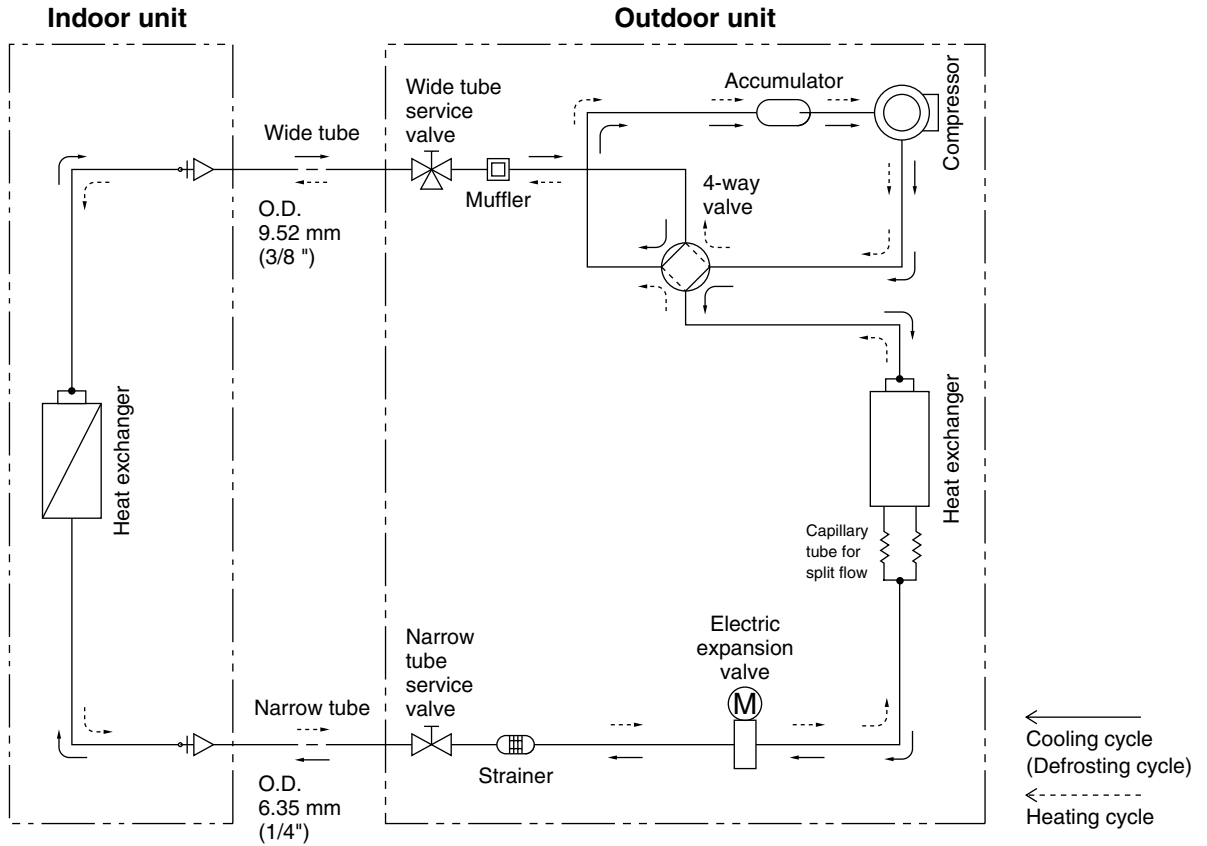 Indoor unit
Outdoor unit
Wide tube
O.D.
9.52 mm
(3/8 ")
Wide tube
service
valve
Muffler
Accumulator
Compressor
4-way
valve
Heat exchanger
Heat exchanger
Capillary
tube for
split flow
Narrow tube
O.D.
6.35 mm
(1/4")
Narrow
tube
service
valve
Strainer
Electric
expansion
valve
M
Cooling cycle
(Defrosting cycle)
Heating cycle